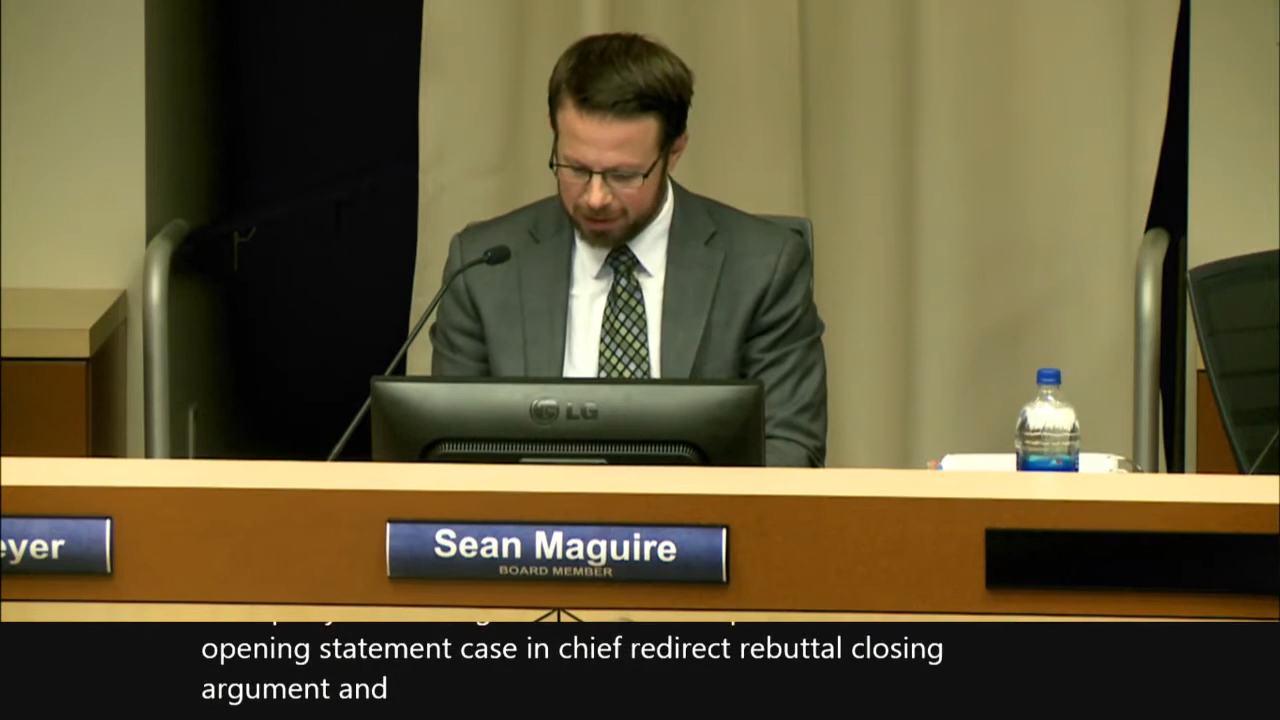 LG
eyer
Sean Maguire
BOARD MEMBER
opening statement case in chief redirect rebuttal closing
argument and